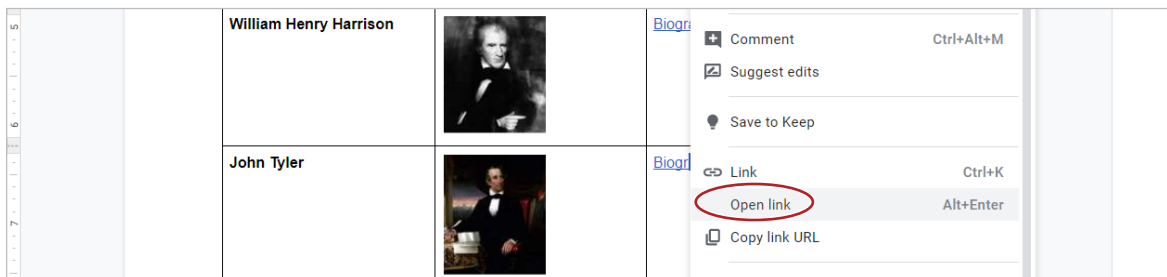 5
William Henry Harrison
Biogra
Comment Ctrl+Alt+M
Suggest edits
6
Save to Keep
John Tyler
Biogr
Link Ctrl+K
Open link Alt+Enter
7
Copy link URL